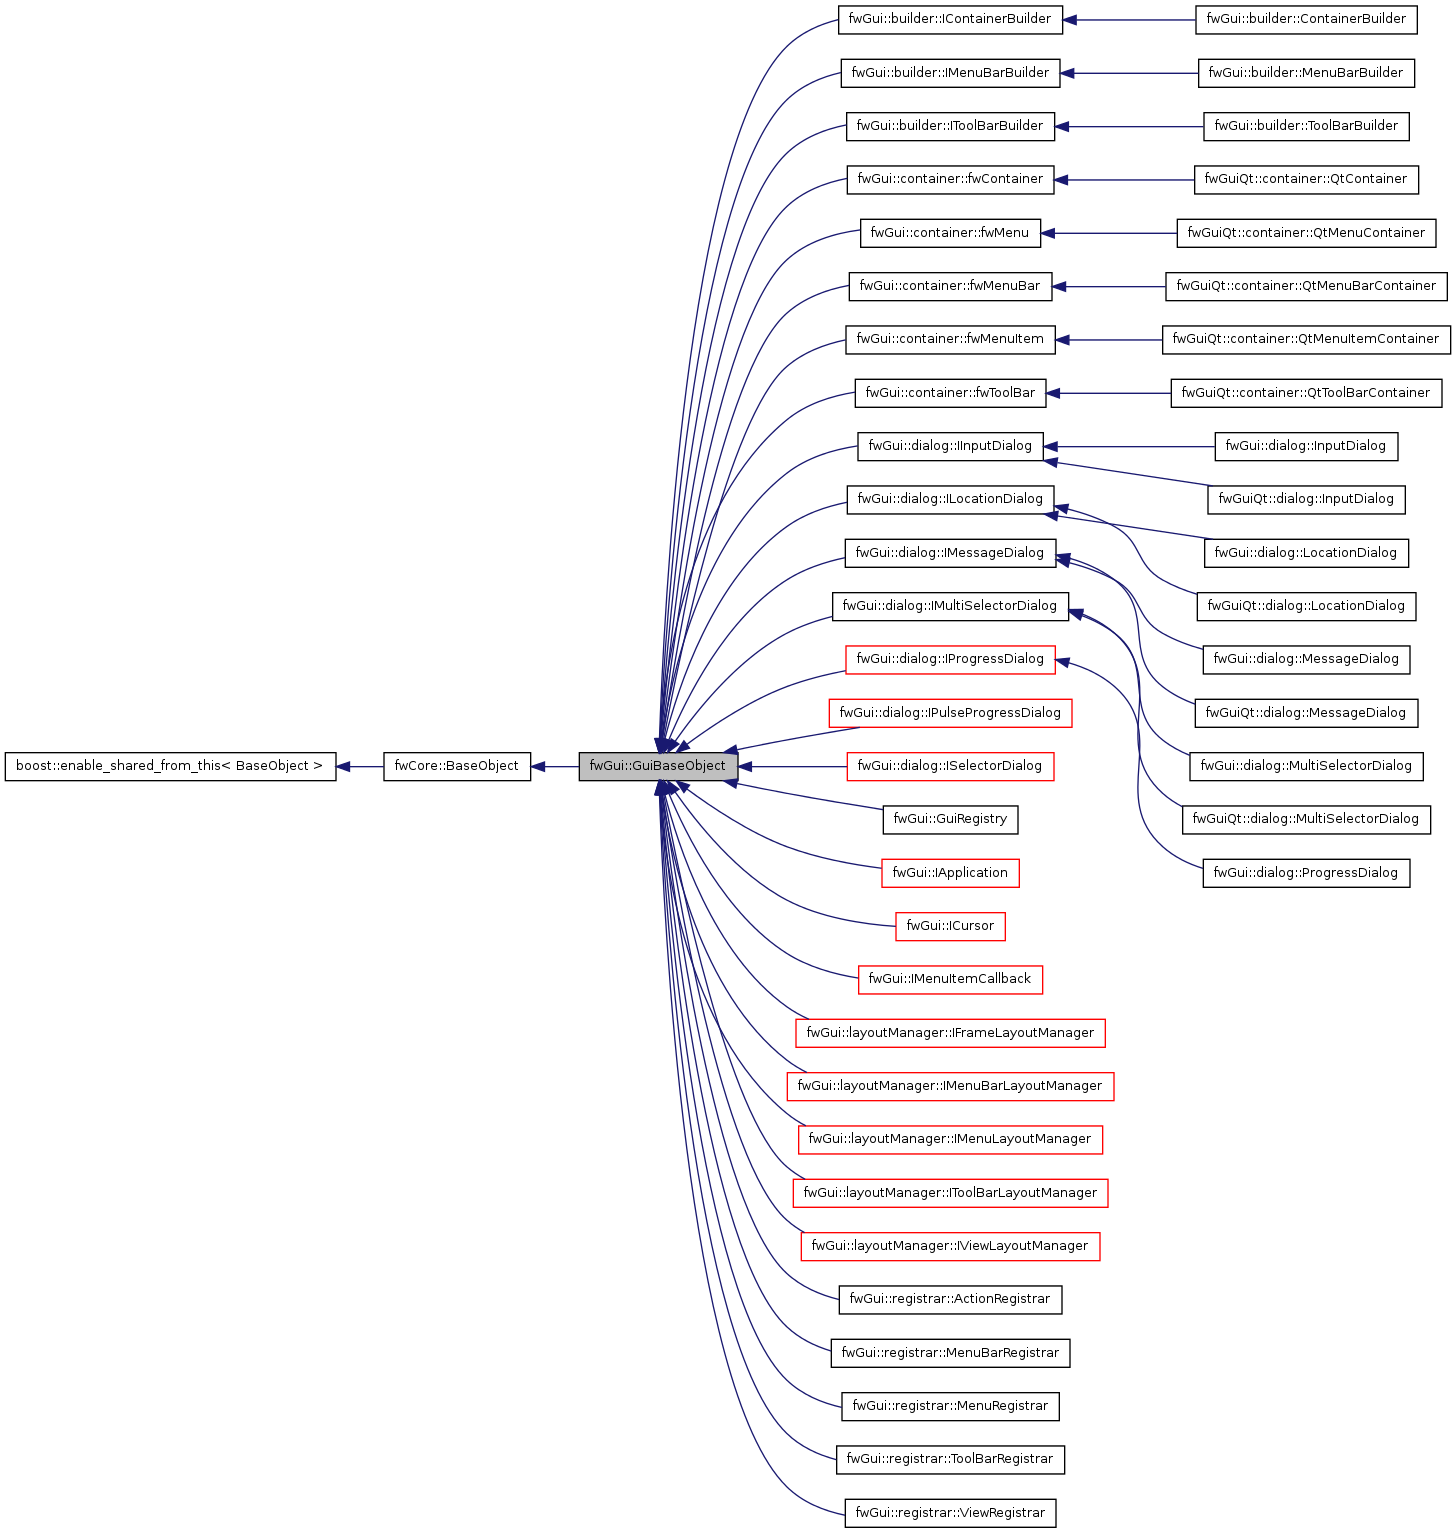 boost::enable_shared_from_this< BaseObject >
fwCore::BaseObject
fwGui::GuiBaseObject
fwGui::builder::IContainerBuilder
fwGui::builder::IMenuBarBuilder
fwGui::builder::IToolBarBuilder
fwGui::container::fwContainer
fwGui::container::fwMenu
fwGui::container::fwMenuBar
fwGui::container::fwMenuItem
fwGui::container::fwToolBar
fwGui::dialog::IInputDialog
fwGui::dialog::ILocationDialog
fwGui::dialog::IMessageDialog
fwGui::dialog::IMultiSelectorDialog
fwGui::dialog::IProgressDialog
fwGui::dialog::IPulseProgressDialog
fwGui::dialog::ISelectorDialog
fwGui::GuiRegistry
fwGui::IApplication
fwGui::ICursor
fwGui::IMenuItemCallback
fwGui::layoutManager::IFrameLayoutManager
fwGui::layoutManager::IMenuBarLayoutManager
fwGui::layoutManager::IMenuLayoutManager
fwGui::layoutManager::IToolBarLayoutManager
fwGui::layoutManager::IViewLayoutManager
fwGui::registrar::ActionRegistrar
fwGui::registrar::MenuBarRegistrar
fwGui::registrar::MenuRegistrar
fwGui::registrar::ToolBarRegistrar
fwGui::registrar::ViewRegistrar
fwGui::builder::ContainerBuilder
fwGui::builder::MenuBarBuilder
fwGui::builder::ToolBarBuilder
fwGuiQt::container::QtContainer
fwGuiQt::container::QtMenuContainer
fwGuiQt::container::QtMenuBarContainer
fwGuiQt::container::QtMenuItemContainer
fwGuiQt::container::QtToolBarContainer
fwGui::dialog::InputDialog
fwGuiQt::dialog::InputDialog
fwGui::dialog::LocationDialog
fwGuiQt::dialog::LocationDialog
fwGui::dialog::MessageDialog
fwGuiQt::dialog::MessageDialog
fwGui::dialog::MultiSelectorDialog
fwGuiQt::dialog::MultiSelectorDialog
fwGui::dialog::ProgressDialog